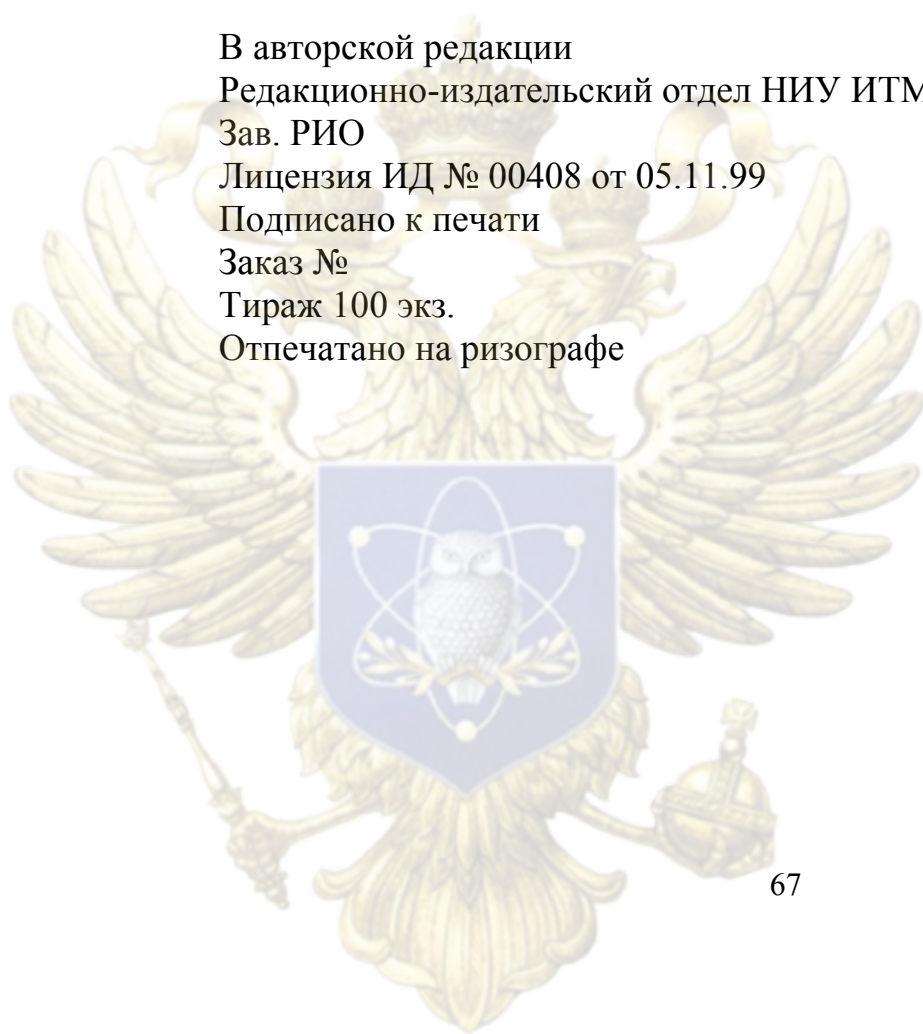 В авторской редакции
Редакционно-издательский отдел НИУ ИТМ
Зав. РИО
Лицензия ИД № 00408 от 05.11.99
Подписано к печати
Заказ №
Тираж 100 экз.
Отпечатано на ризографе
67